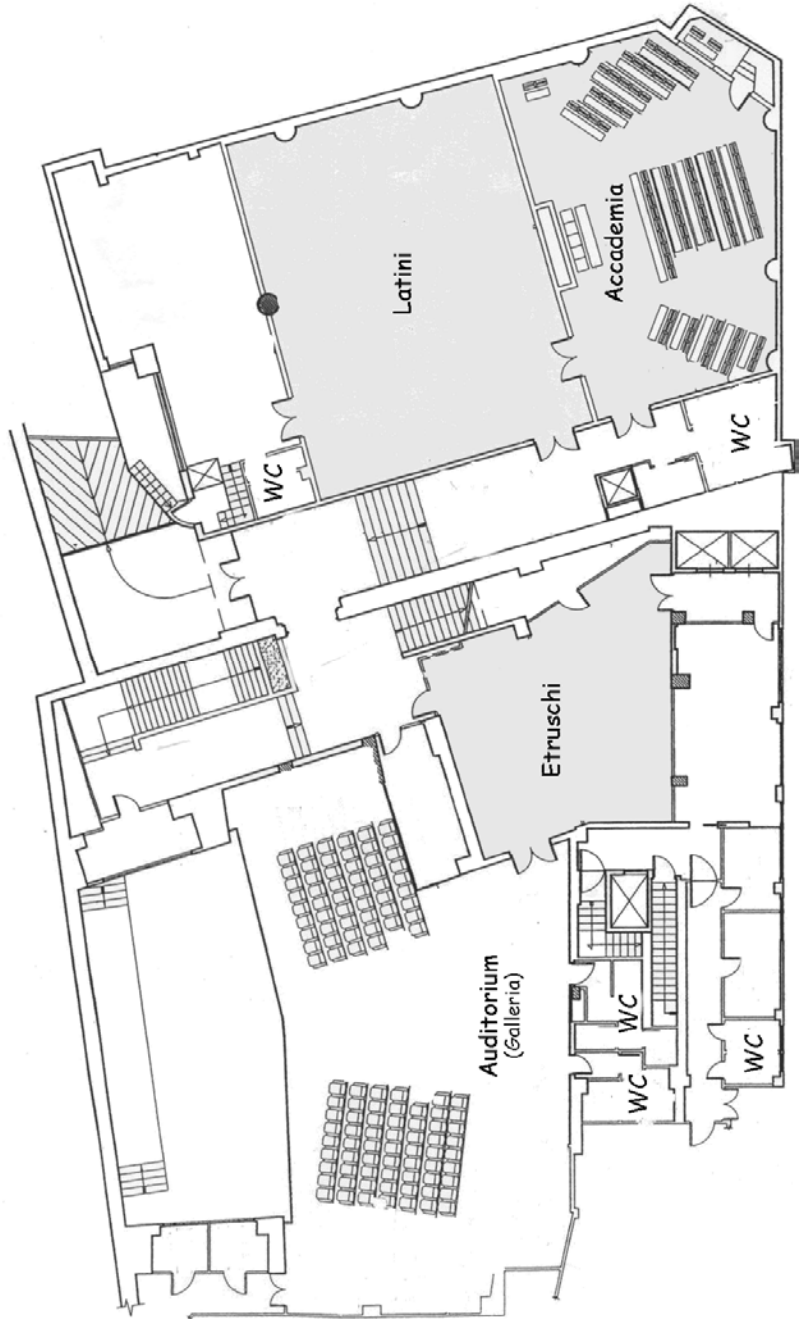 Auditorium
(Galleria)
WC
WC
WC
Etruschi
WC
Latini
WC
Accademia